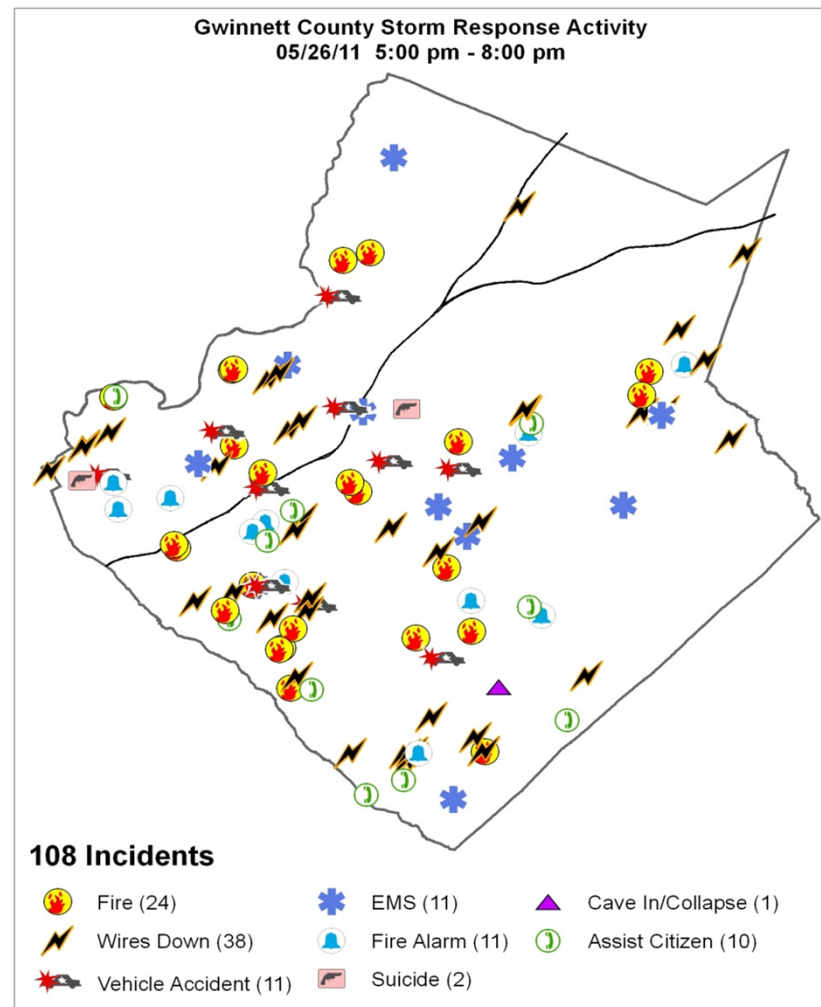 Gwinnett County Storm Response Activity
05/26/11 5:00 pm - 8:00 pm
108 Incidents
Fire (24)
EMS (11)
Cave In/Collapse (1)
Wires Down (38)
Fire Alarm (11)
Assist Citizen (10)
Vehicle Accident (11)
Suicide (2)